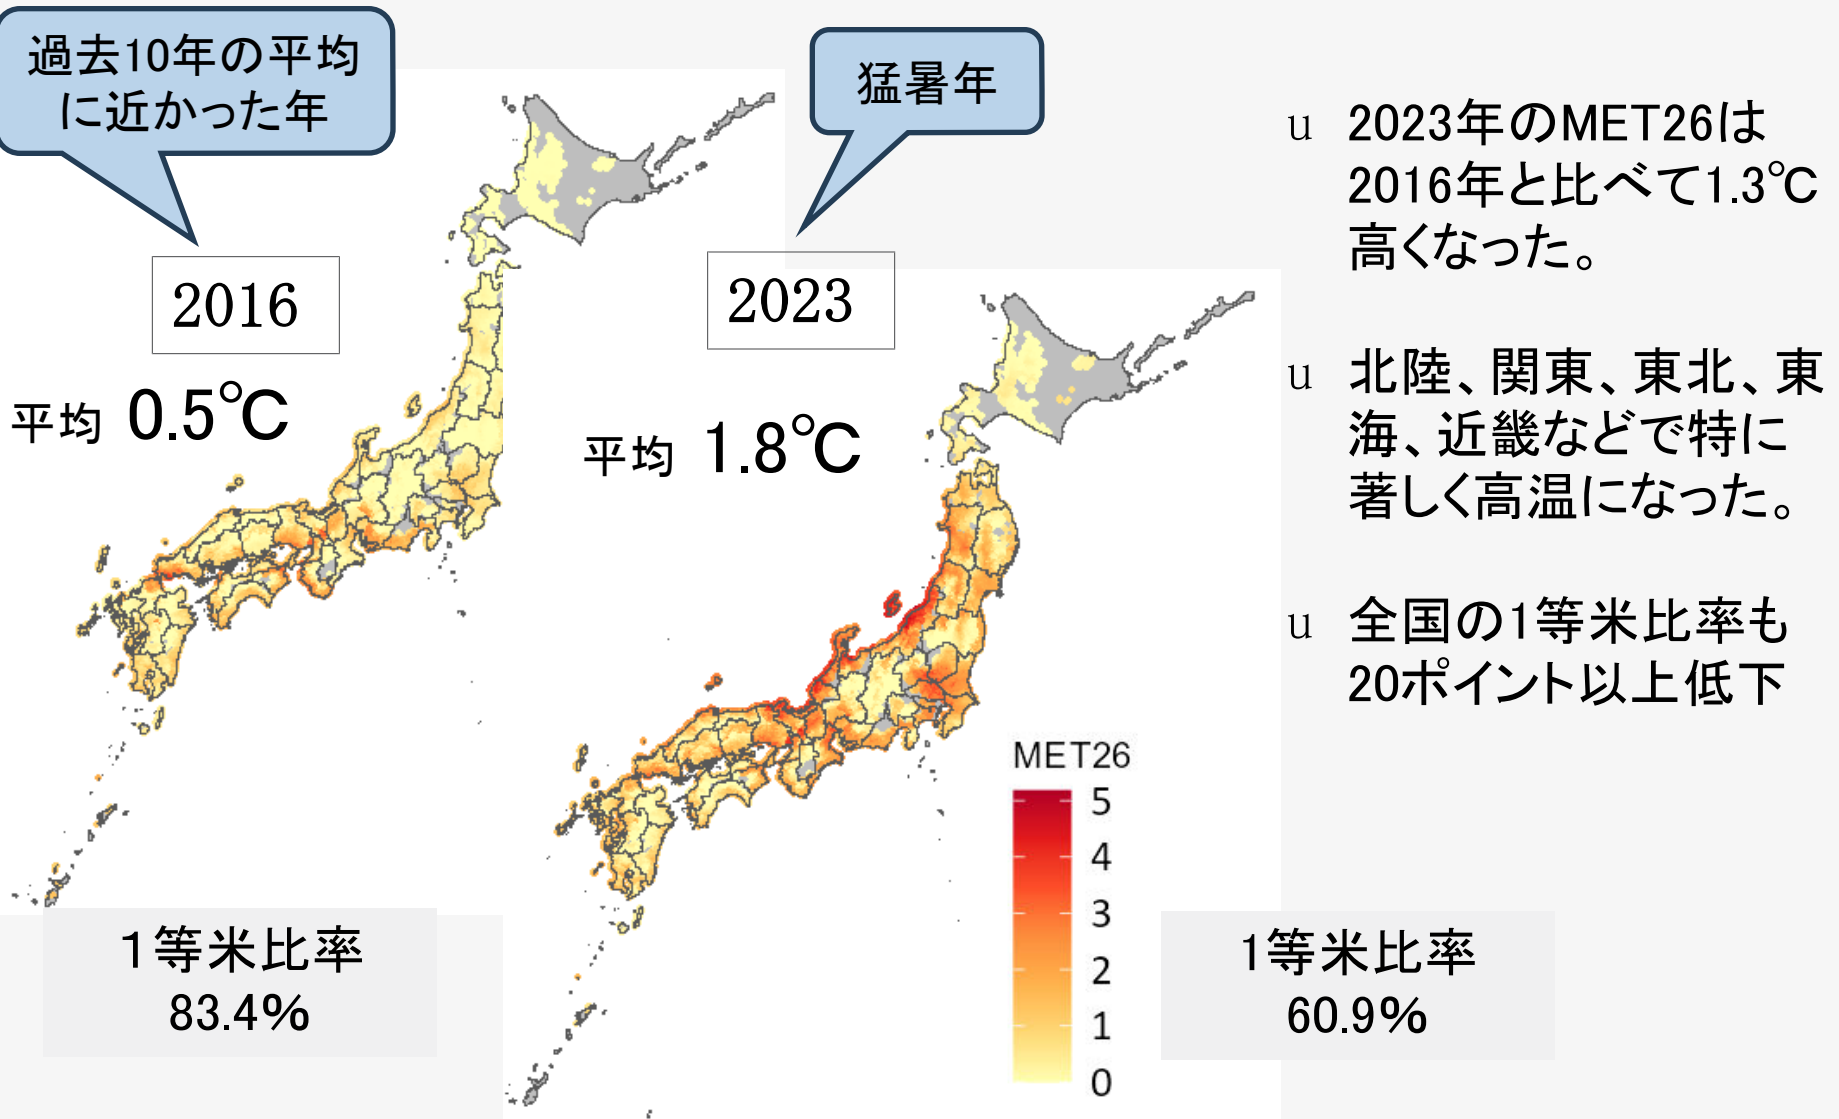 過去10年の平均
に近かった年
猛暑年
2016
平均 0.5℃
2023
平均 1.8℃
u 2023年のMET26は
2016年と比べて1.3℃
高くなった。
u 北陸、関東、東北、東
海、近畿などで特に
著しく高温になった。
u 全国の1等米比率も
20ポイント以上低下
MET26
5
4
3
2
1
0
1等米比率
83.4%
1等米比率
60.9%